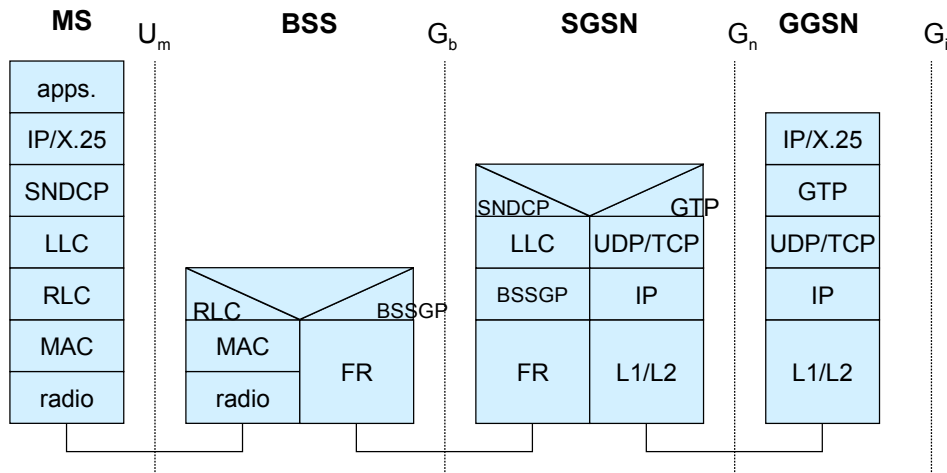 MS
BSS
SGSN
GGSN
Um
Gb
Gn
Gi
apps.
IP/X.25
SNDCP
LLC
RLC
MAC
radio
RLC
BSSGP
MAC
radio
FR
SNDCP
GTP
LLC
UDP/TCP
BSSGP
IP
FR
L1/L2
IP/X.25
GTP
UDP/TCP
IP
L1/L2